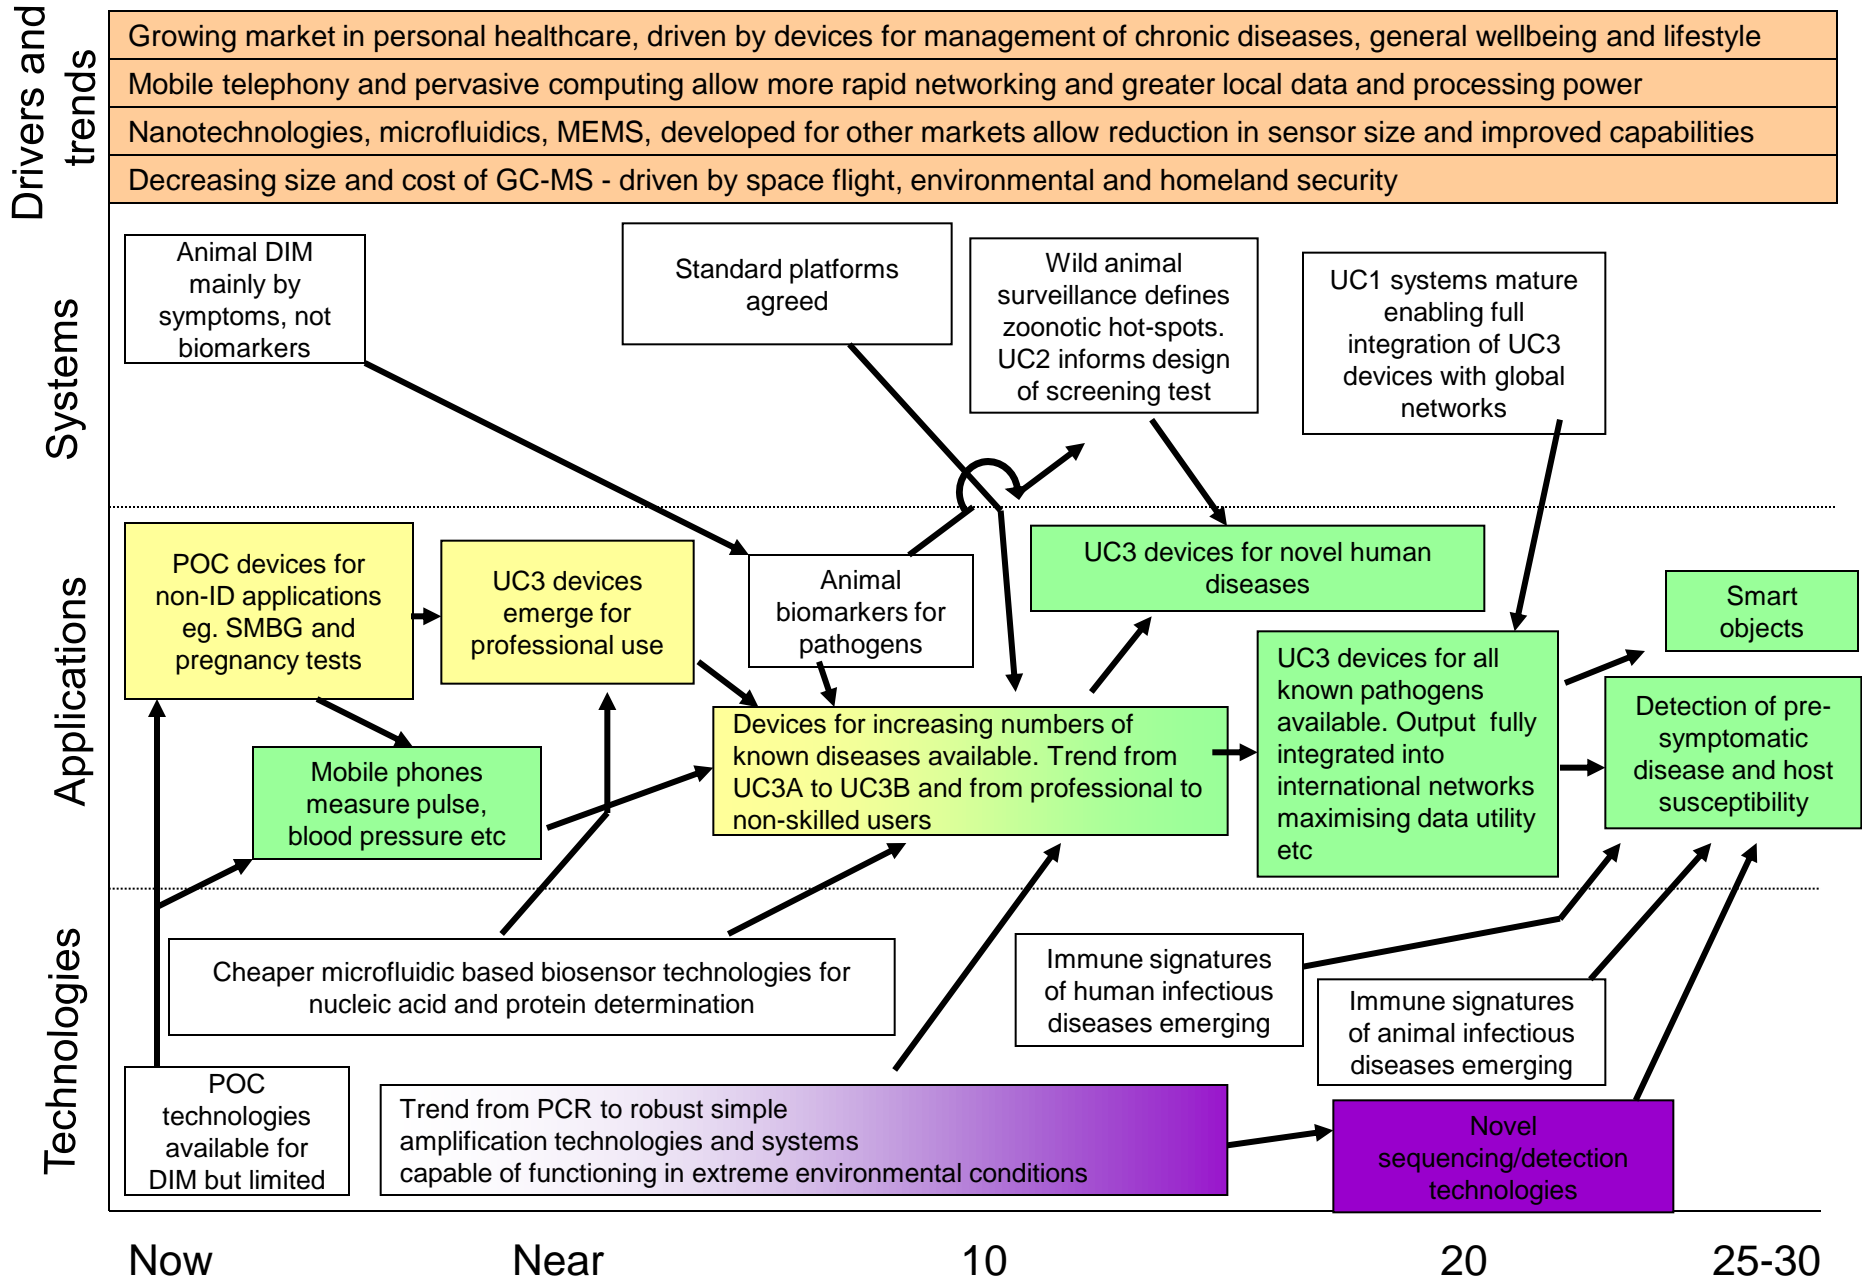 Drivers and
trends
Growing market in personal healthcare, driven by devices for management of chronic diseases, general wellbeing and lifestyle
Mobile telephony and pervasive computing allow more rapid networking and greater local data and processing power
Nanotechnologies, microfluidics, MEMS, developed for other markets allow reduction in sensor size and improved capabilities
Decreasing size and cost of GC-MS - driven by space flight, environmental and homeland security
Systems
Animal DIM
mainly by
symptoms, not
biomarkers
Standard platforms
agreed
Wild animal
surveillance defines
zoonotic hot-spots.
UC2 informs design
of screening test
UC1 systems mature
enabling full
integration of UC3
devices with global
networks
Applications
POC devices for
non-ID applications
eg. SMBG and
pregnancy tests
UC3 devices
emerge for
professional use
Animal
biomarkers for
pathogens
UC3 devices for novel human
diseases
Smart
objects
Mobile phones
measure pulse,
blood pressure etc
Devices for increasing numbers of
known diseases available. Trend from
UC3A to UC3B and from professional to
non-skilled users
UC3 devices for all
known pathogens
available. Output  fully
integrated into
international networks
maximising data utility
etc
Detection of pre-
symptomatic
disease and host
susceptibility
Technologies
Cheaper microfluidic based biosensor technologies for
nucleic acid and protein determination
Immune signatures
of human infectious
diseases emerging
Immune signatures
of animal infectious
diseases emerging
POC
technologies
available for
DIM but limited
Trend from PCR to robust simple
amplification technologies and systems
capable of functioning in extreme environmental conditions
Novel
sequencing/detection
technologies
Now
Near
10
20
25-30